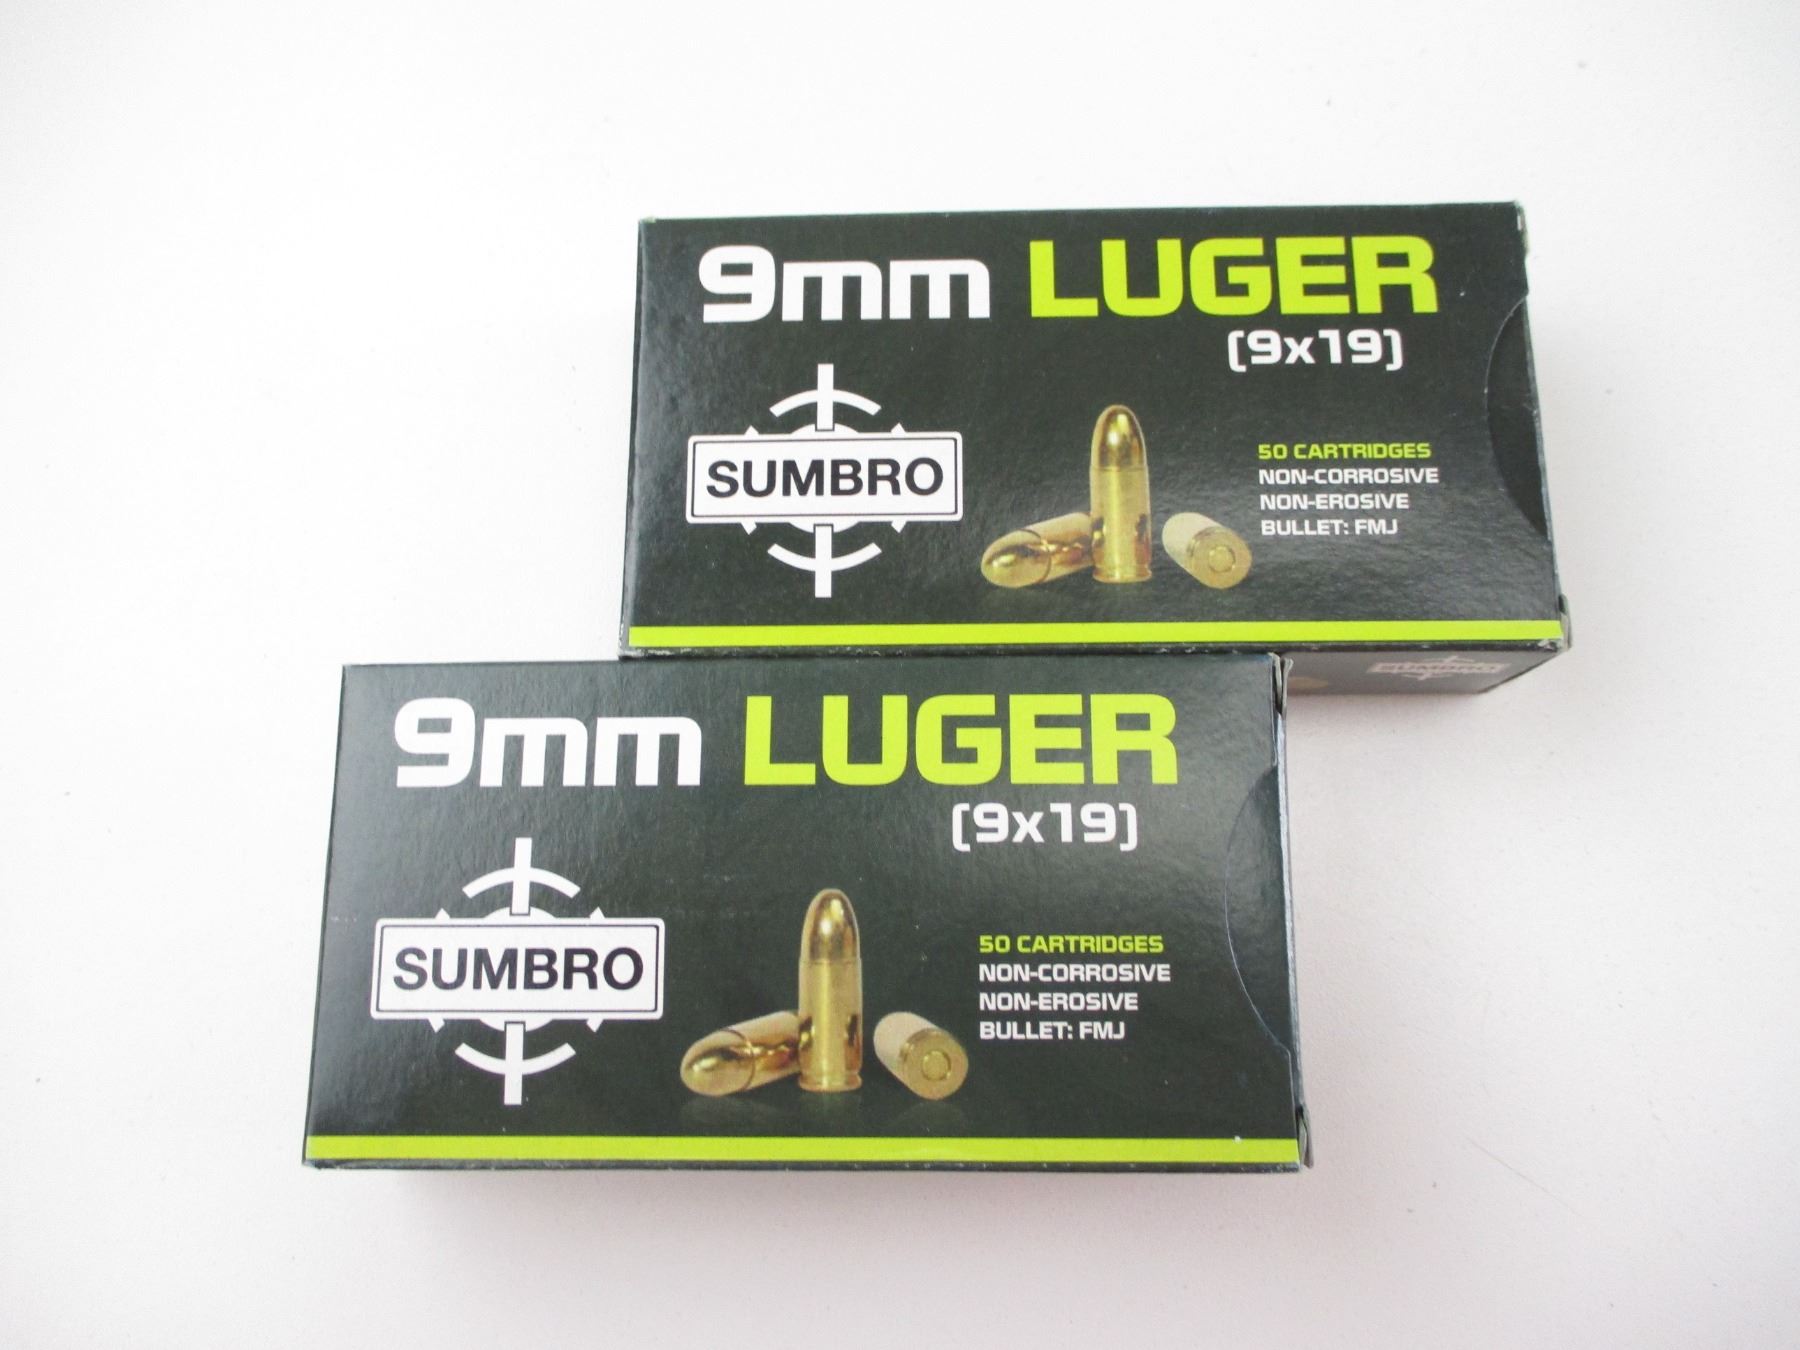 9mm LUGER
(9x19)
SUMBRO
50 CARTRIDGES
NON-CORROSIVE
NON-EROSIVE
BULLET: FMJ
SUMBRO
9mm LUGER
(9x19)
SUMBRO
50 CARTRIDGES
NON-CORROSIVE
NON-EROSIVE
BULLET: FMJ